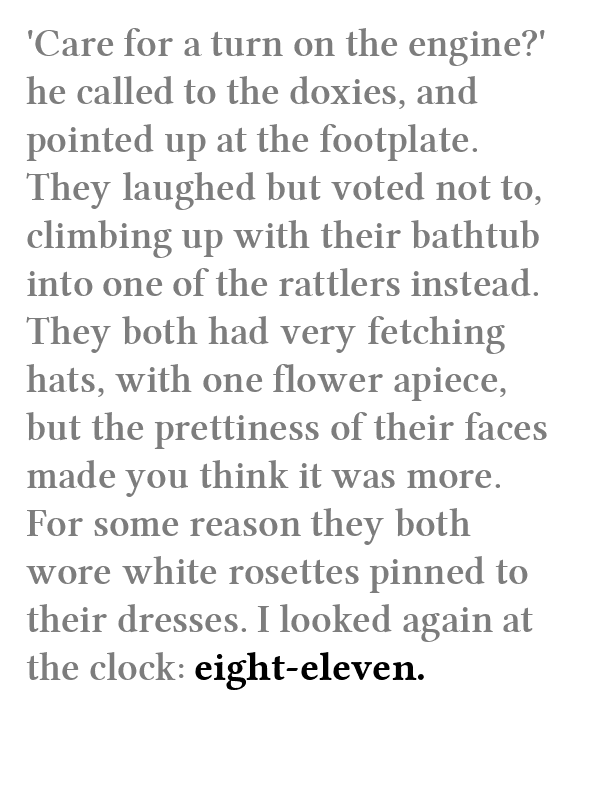 'Care for a turn on the engine?'
he called to the doxies, and
pointed up at the footplate.
They laughed but voted not to,
climbing up with their bathtub
into one of the rattlers instead.
They both had very fetching
hats, with one flower apiece,
but the prettiness of their faces
made you think it was more.
For some reason they both
wore white rosettes pinned to
their dresses. I looked again at
the clock: eight-eleven.